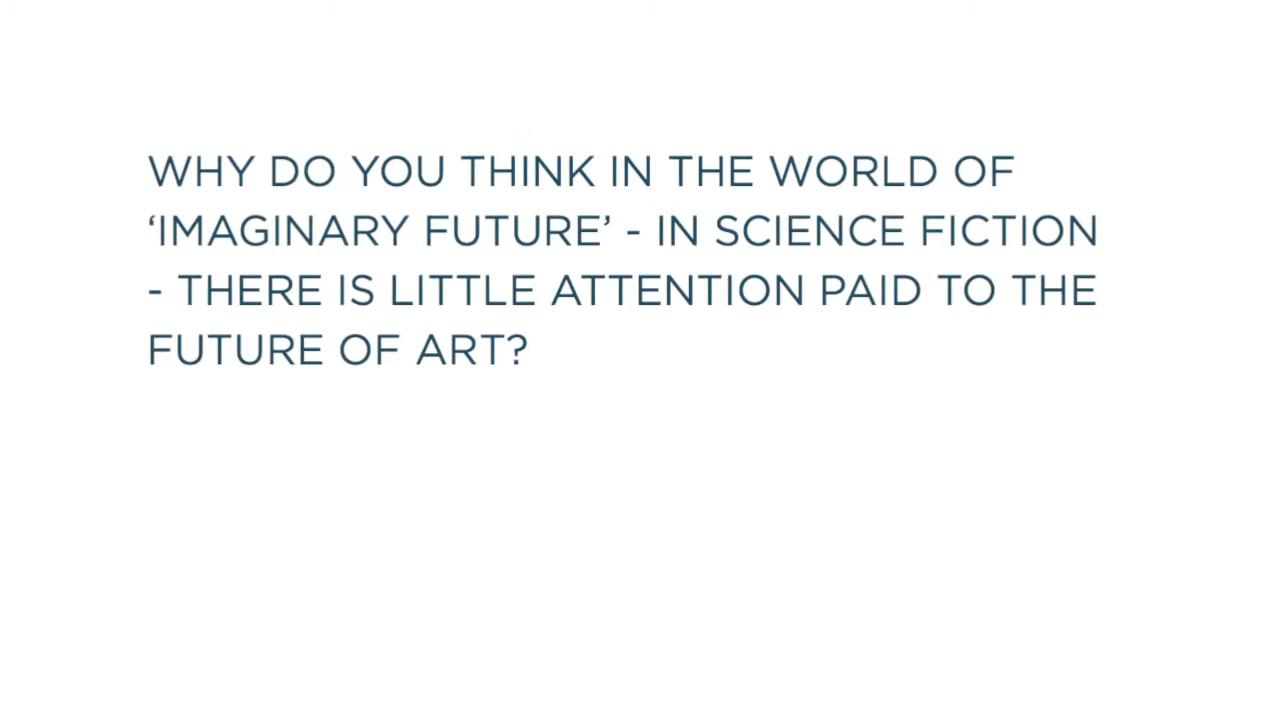 WHY DO YOU THINK IN THE WORLD OF
‘IMAGINARY FUTURE’ - IN SCIENCE FICTION
- THERE IS LITTLE ATTENTION PAID TO THE
FUTURE OF ART?